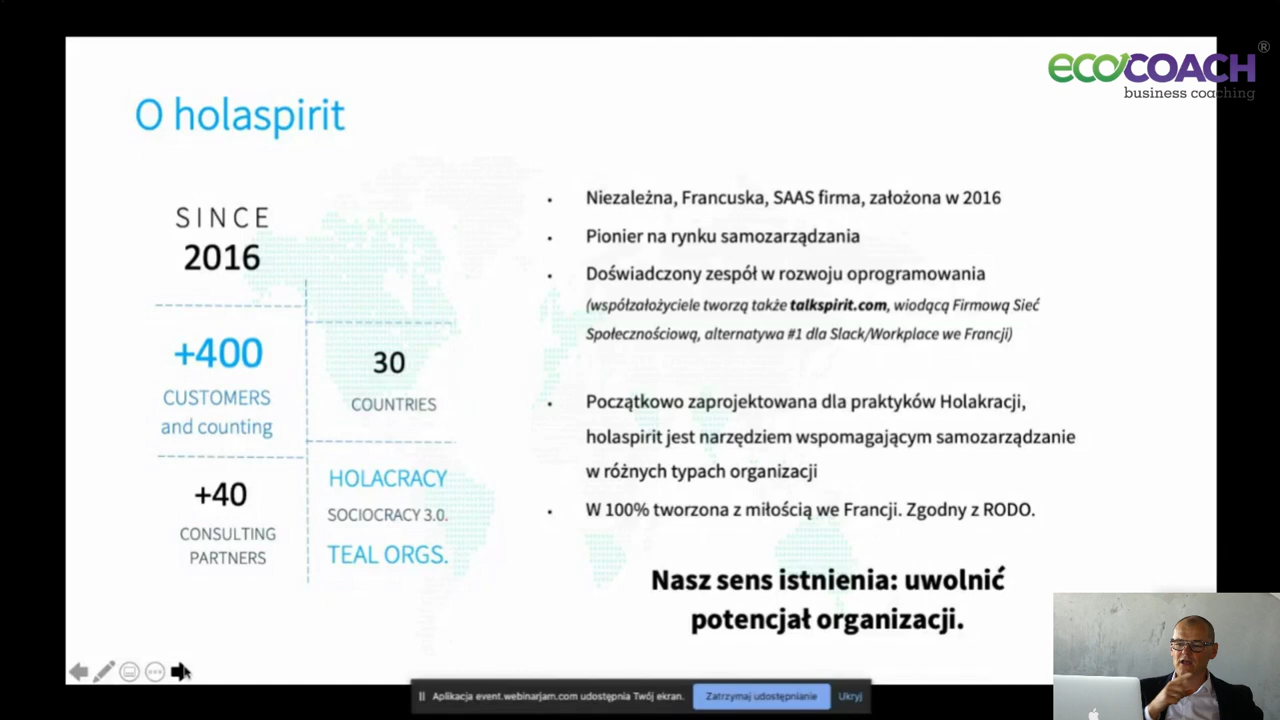 ecoCOACH®
business coaching
O holaspirit
SINCE
2016
+400
CUSTOMERS
and counting
+40
CONSULTING
PARTNERS
30
COUNTRIES
HOLACRACY
SOCIOCRACY 3.0.
TEAL ORGS.
• Niezależna, Francuska, SAAS firma, założona w 2016
• Pionier na rynku samozarządzania
• Doświadczony zespół w rozwoju oprogramowania
(współzałożyciele tworzą także talkspirit.com, wiodącą Firmową Sieć
Społecznościową, alternatywa #1 dla Slack/Workplace we Francji)
• Początkowo zaprojektowana dla praktyków Holakracji,
holaspirit jest narzędziem wspomagającym samozarządzanie
w różnych typach organizacji
• W 100% tworzona z miłością we Francji. Zgodny z RODO.
Nasz sens istnienia: uwolnić
potencjał organizacji.
Aplikacja event.webinarjam.com udostępnia Twój ekran. Zatrzymaj udostępnianie Ukryj